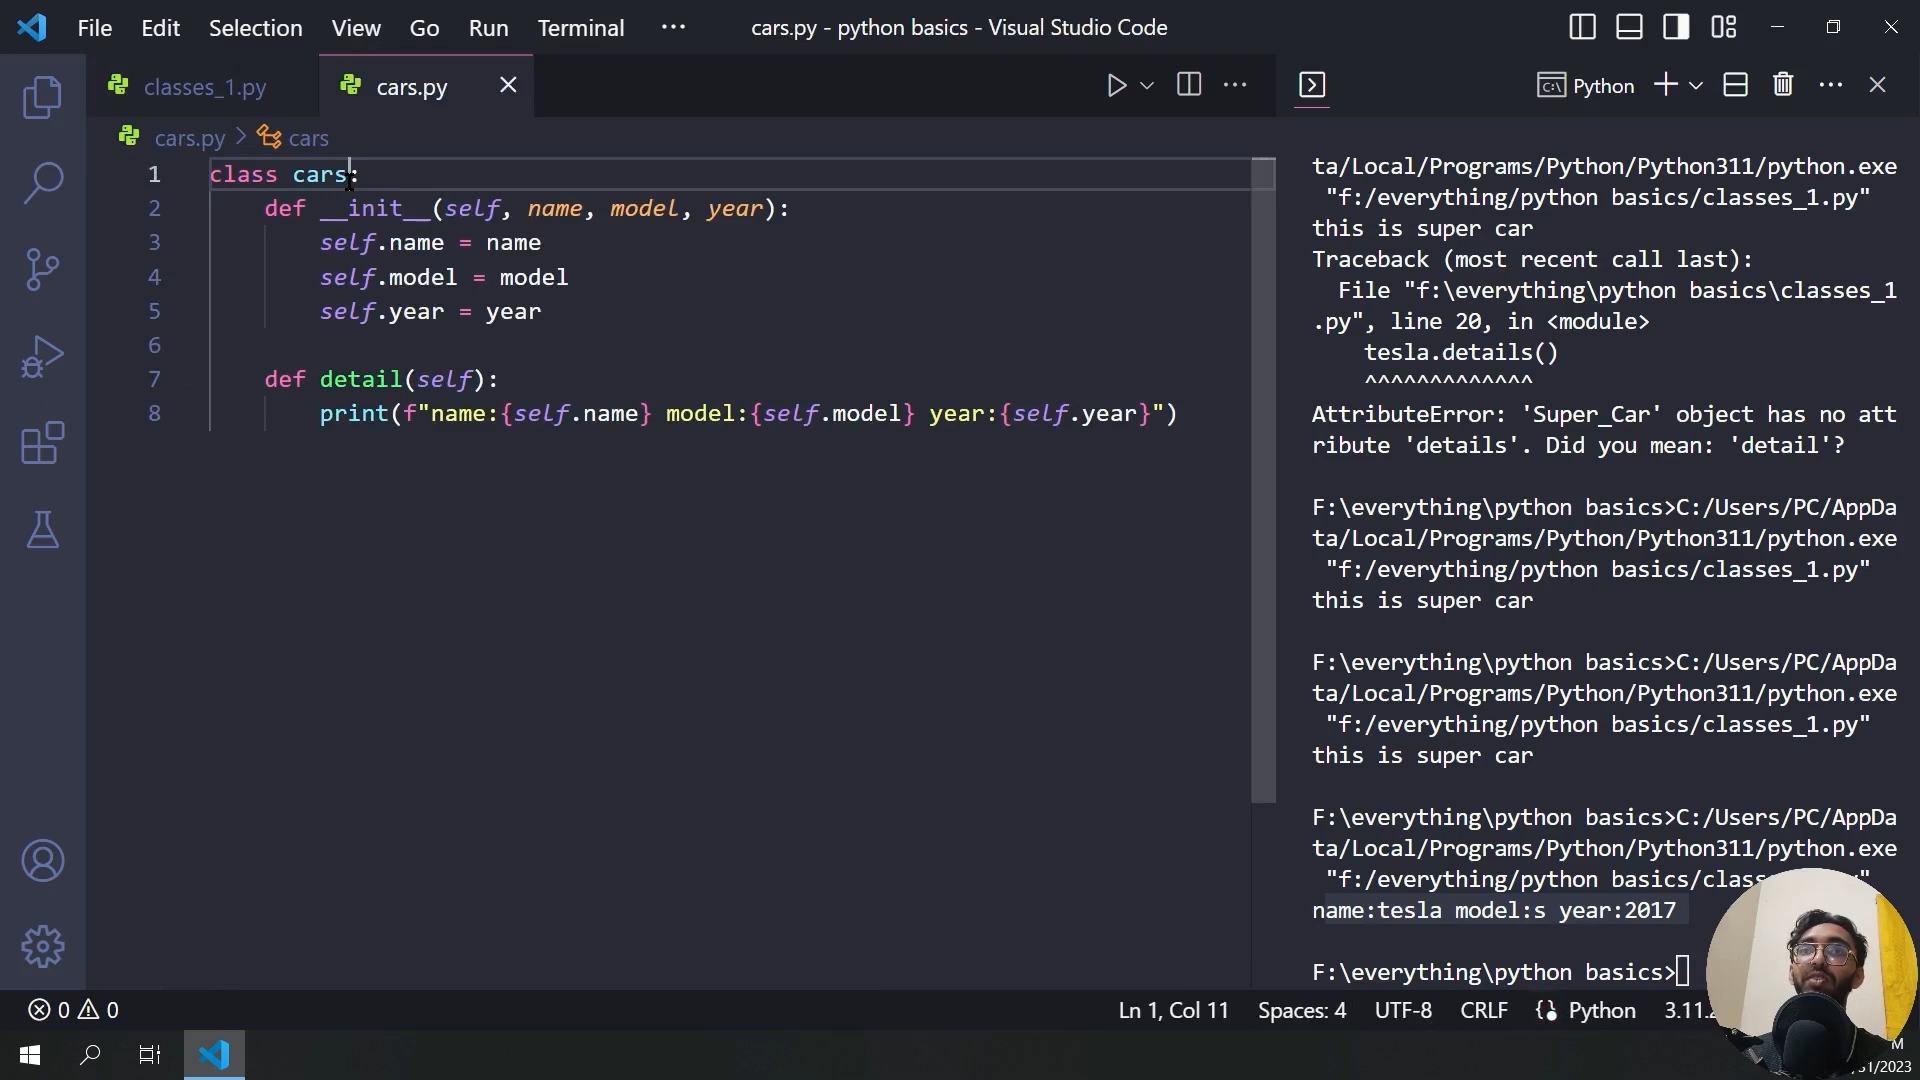 File Edit Selection View Go Run Terminal ··· cars.py - python basics - Visual Studio Code
classes_1.py cars.py
Python
cars.py > cars
1 class cars:
2 def __init__(self, name, model, year):
3 self.name = name
4 self.model = model
5 self.year = year
6
7 def detail(self):
8 print(f"name:{self.name} model:{self.model} year:{self.year}")
ta/Local/Programs/Python/Python311/python.exe
"f:/everything/python basics/classes_1.py"
this is super car
Traceback (most recent call last):
File "f:\everything\python basics\classes_1
.py", line 20, in <module>
tesla.details()
^^^^^^^^^^^^^
AttributeError: 'Super_Car' object has no att
ribute 'details'. Did you mean: 'detail'?
F:\everything\python basics>C:/Users/PC/AppDa
ta/Local/Programs/Python/Python311/python.exe
"f:/everything/python basics/classes_1.py"
this is super car
F:\everything\python basics>C:/Users/PC/AppDa
ta/Local/Programs/Python/Python311/python.exe
"f:/everything/python basics/classes_1.py"
this is super car
F:\everything\python basics>C:/Users/PC/AppDa
ta/Local/Programs/Python/Python311/python.exe
"f:/everything/python basics/clas
name:tesla model:s year:2017
F:\everything\python basics>
0 0 Ln 1, Col 11 Spaces: 4 UTF-8 CRLF Python 3.11.
M
/2023